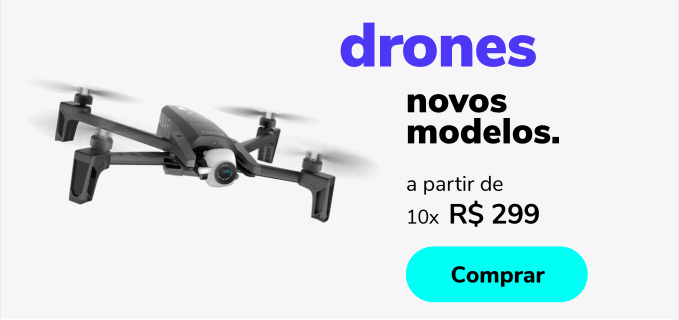 drones
novos
modelos.
a partir de
10x R$ 299
Comprar